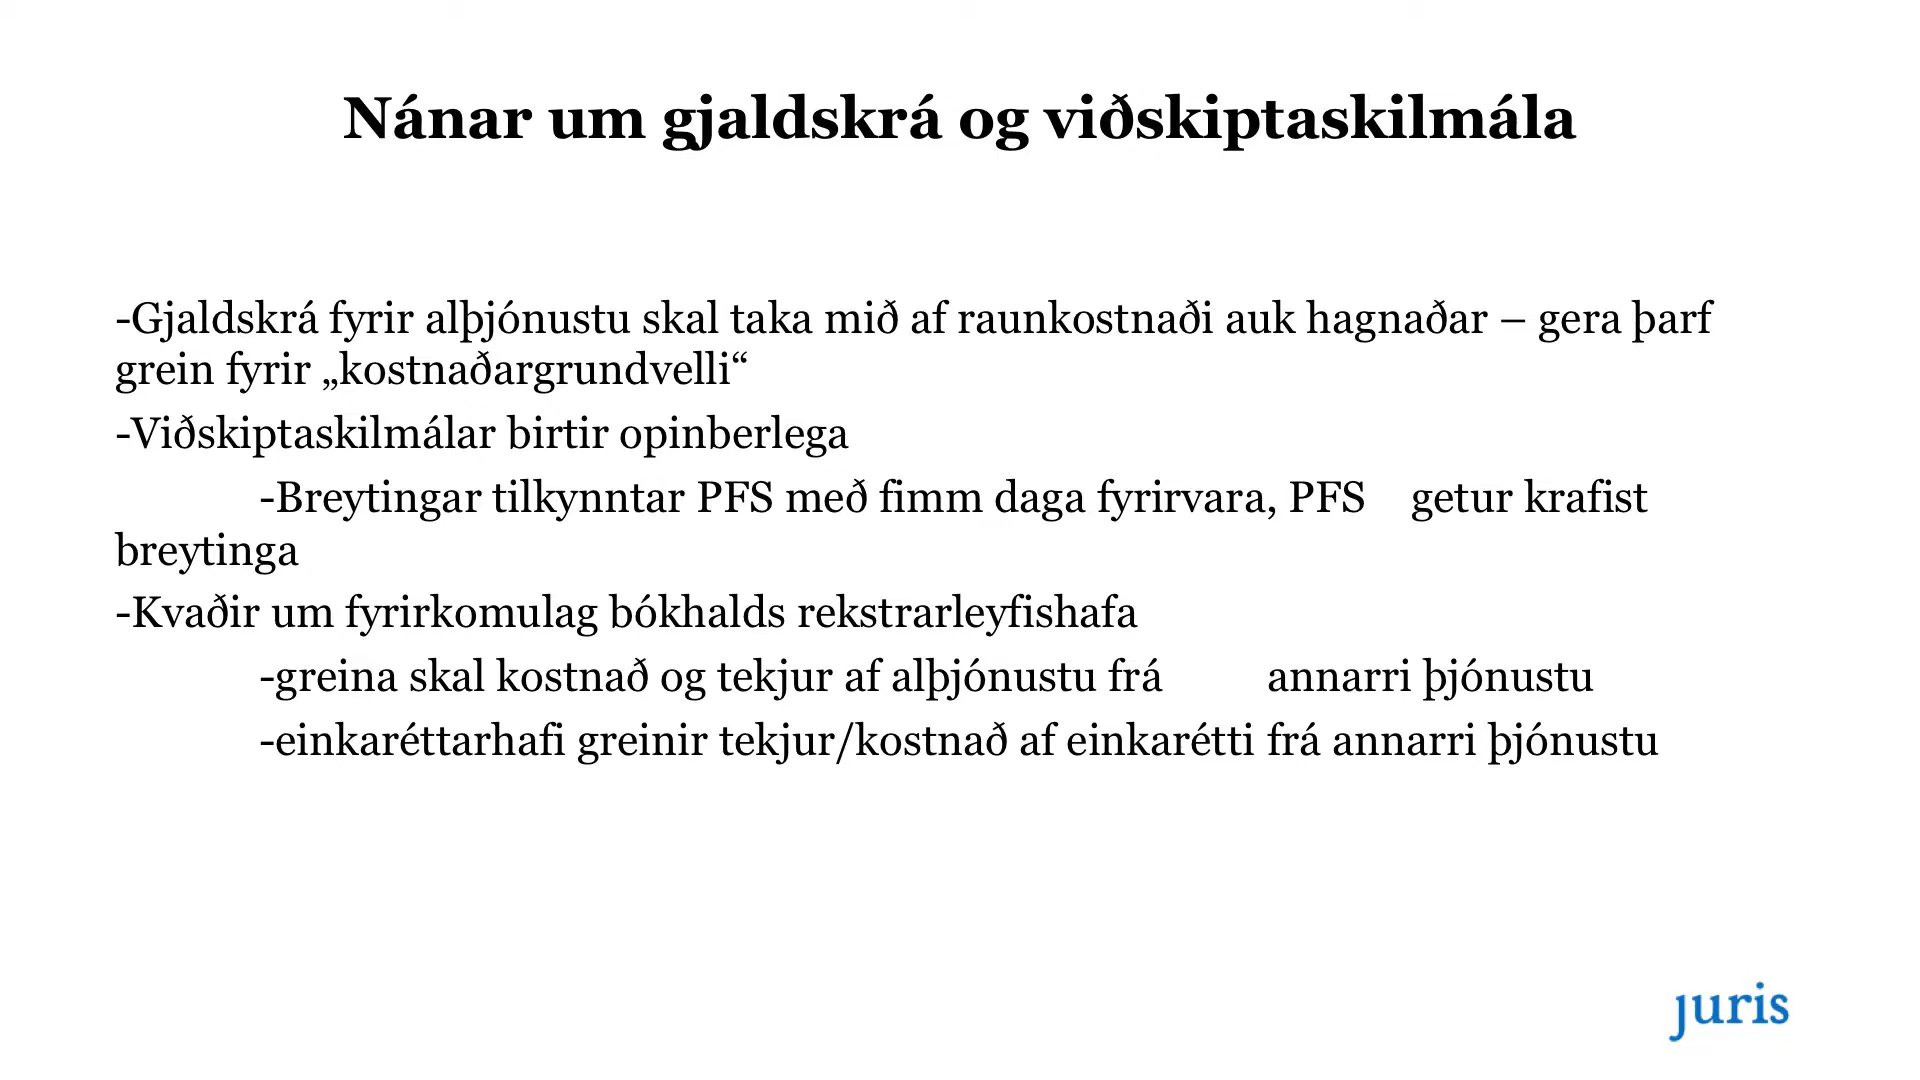 Nánar um gjaldskrá og viðskiptaskilmála
-Gjaldskrá fyrir alþjónustu skal taka mið af raunkostnaði auk hagnaðar – gera þarf
grein fyrir „kostnaðargrundvelli“
-Viðskiptaskilmálar birtir opinberlega
-Breytingar tilkynntar PFS með fimm daga fyrirvara, PFS getur krafist
breytinga
-Kvaðir um fyrirkomulag bókhalds rekstrarleyfishafa
-greina skal kostnað og tekjur af alþjónustu frá annarri þjónustu
-einkaréttarhafi greinir tekjur/kostnað af einkarétti frá annarri þjónustu
juris